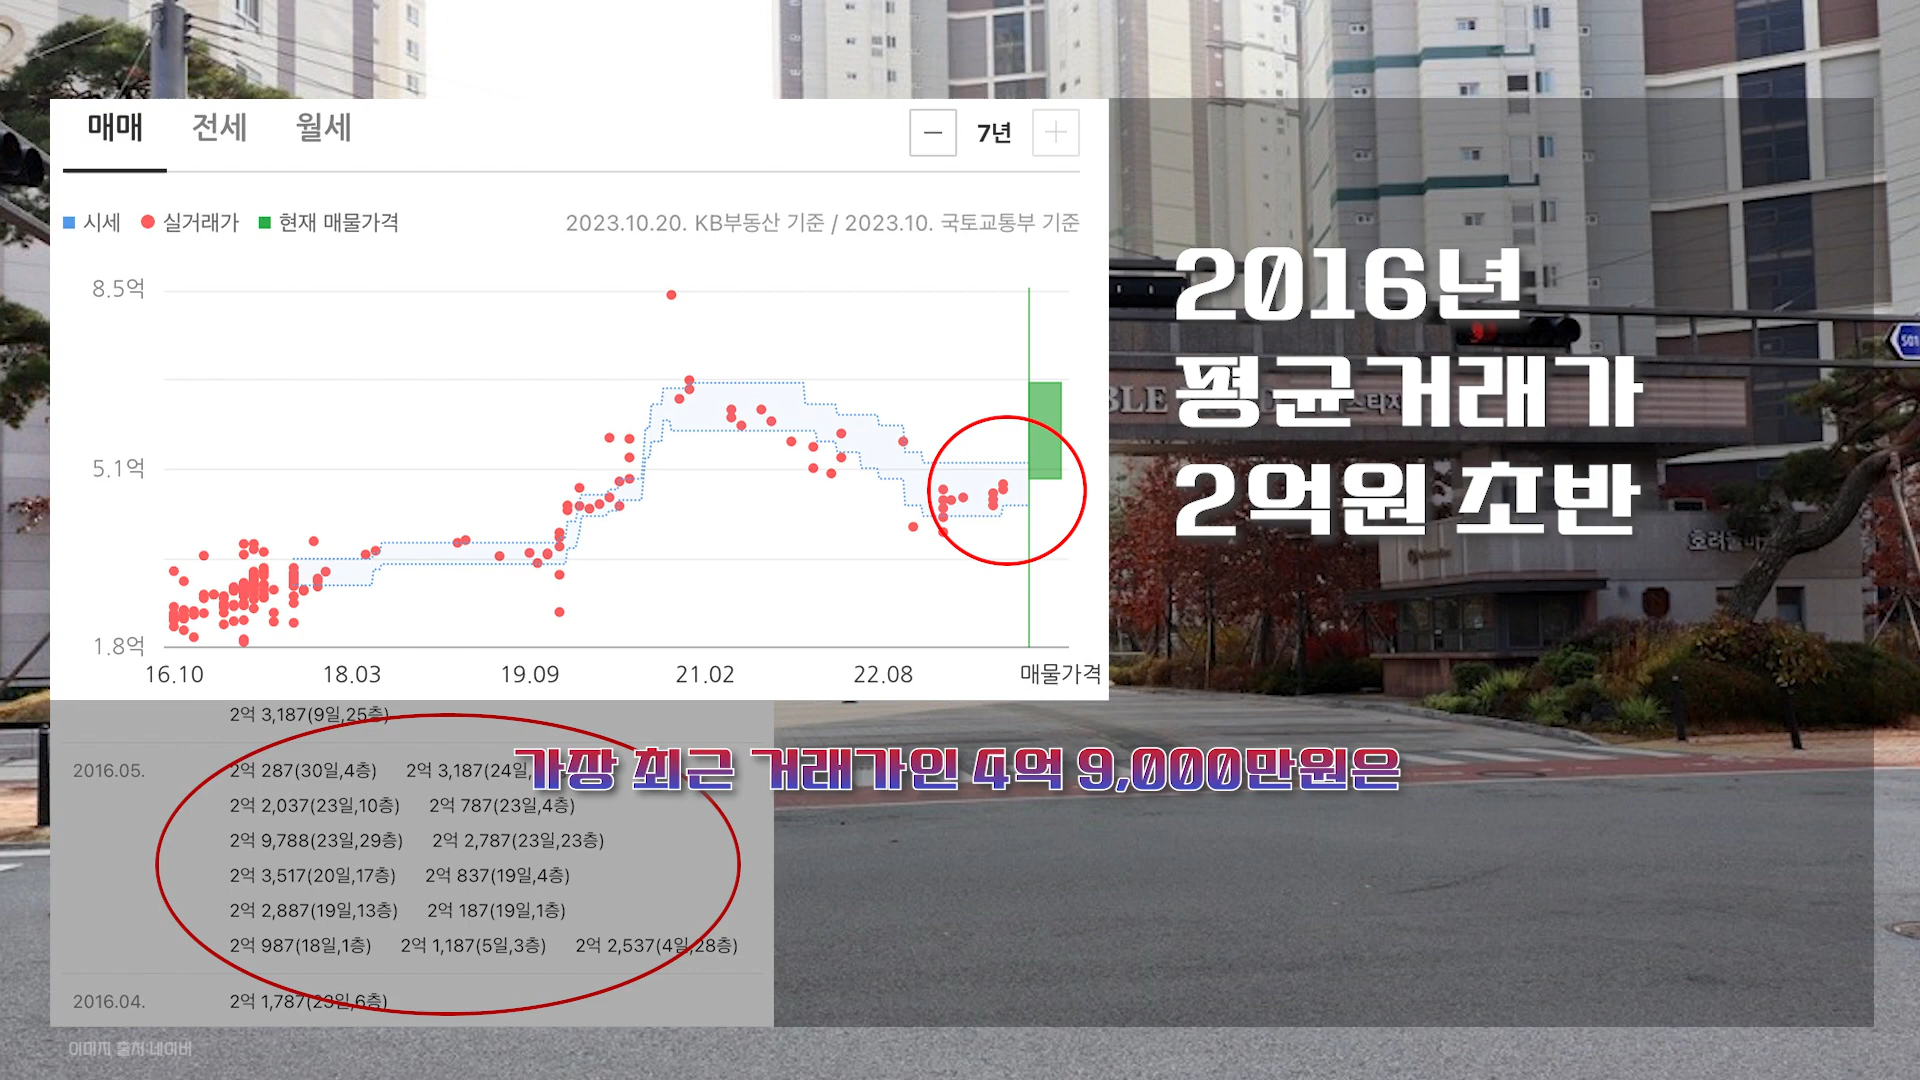 매매 전세 월세
7년
시세 실거래가 현재 매물가격
2023.10.20. KB부동산 기준 / 2023.10. 국토교통부 기준
8.5억
5.1억
1.8억
16.10 18.03 19.09 21.02 22.08 매물가격
2016년
평균거래가
2억원 초반
501
2억 3,187(9일,25층)
가장 최근 거래가인 4억 9,000만원은
2016.05. 2억 287(30일,4층) 2억 3,187(24일,
2억 2,037(23일,10층) 2억 787(23일,4층)
2억 9,788(23일,29층) 2억 2,787(23일,23층)
2억 3,517(20일,17층) 2억 837(19일,4층)
2억 2,887(19일,13층) 2억 187(19일,1층)
2억 987(18일,1층) 2억 1,187(5일,3층) 2억 2,537(4일,28층)
2016.04. 2억 1,787(23일,6층)
이미지 출처:네이버